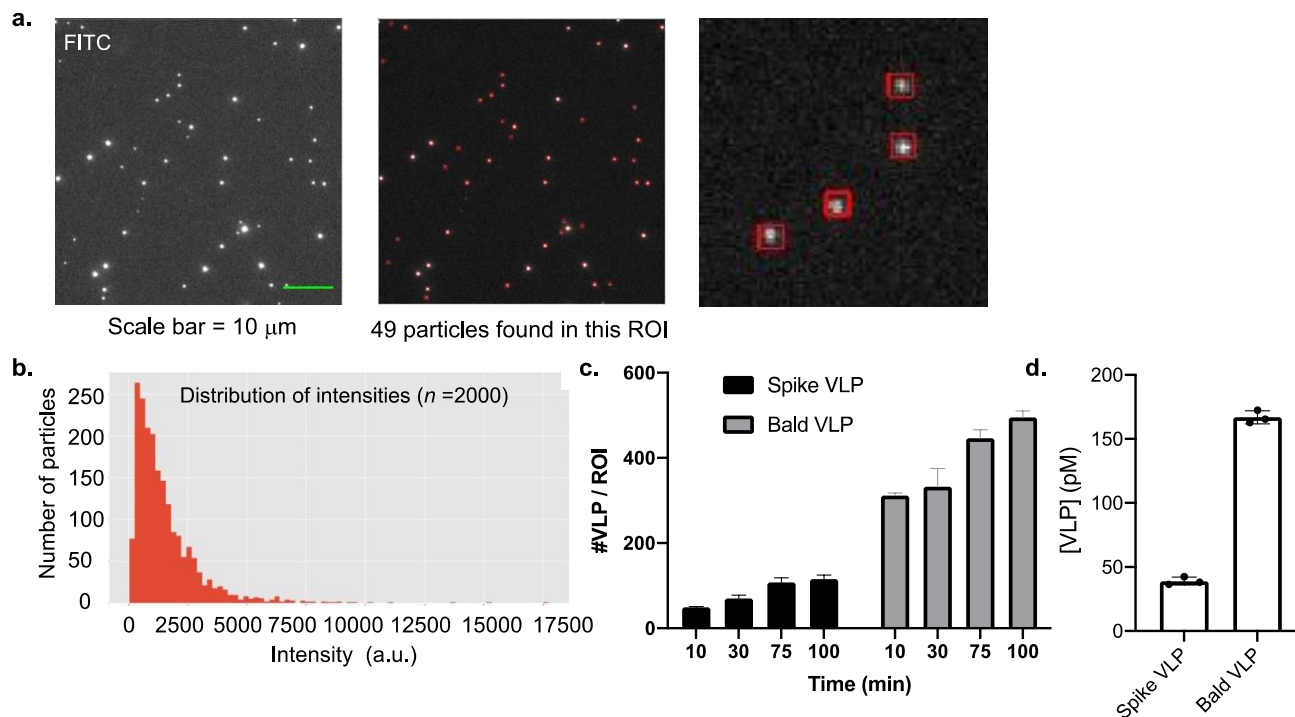 a.
FITC
Scale bar = 10 μm
49 particles found in this ROI
b.
Distribution of intensities (n =2000)
Number of particles
250
200
150
100
50
0
0 2500 5000 7500 10000 12500 15000 17500
Intensity (a.u.)
c.
Spike VLP
Bald VLP
#VLP / ROI
600
400
200
0
10 30 75 100 10 30 75 100
Time (min)
d.
[VLP] (pM)
200
150
100
50
0
Spike VLP
Bald VLP